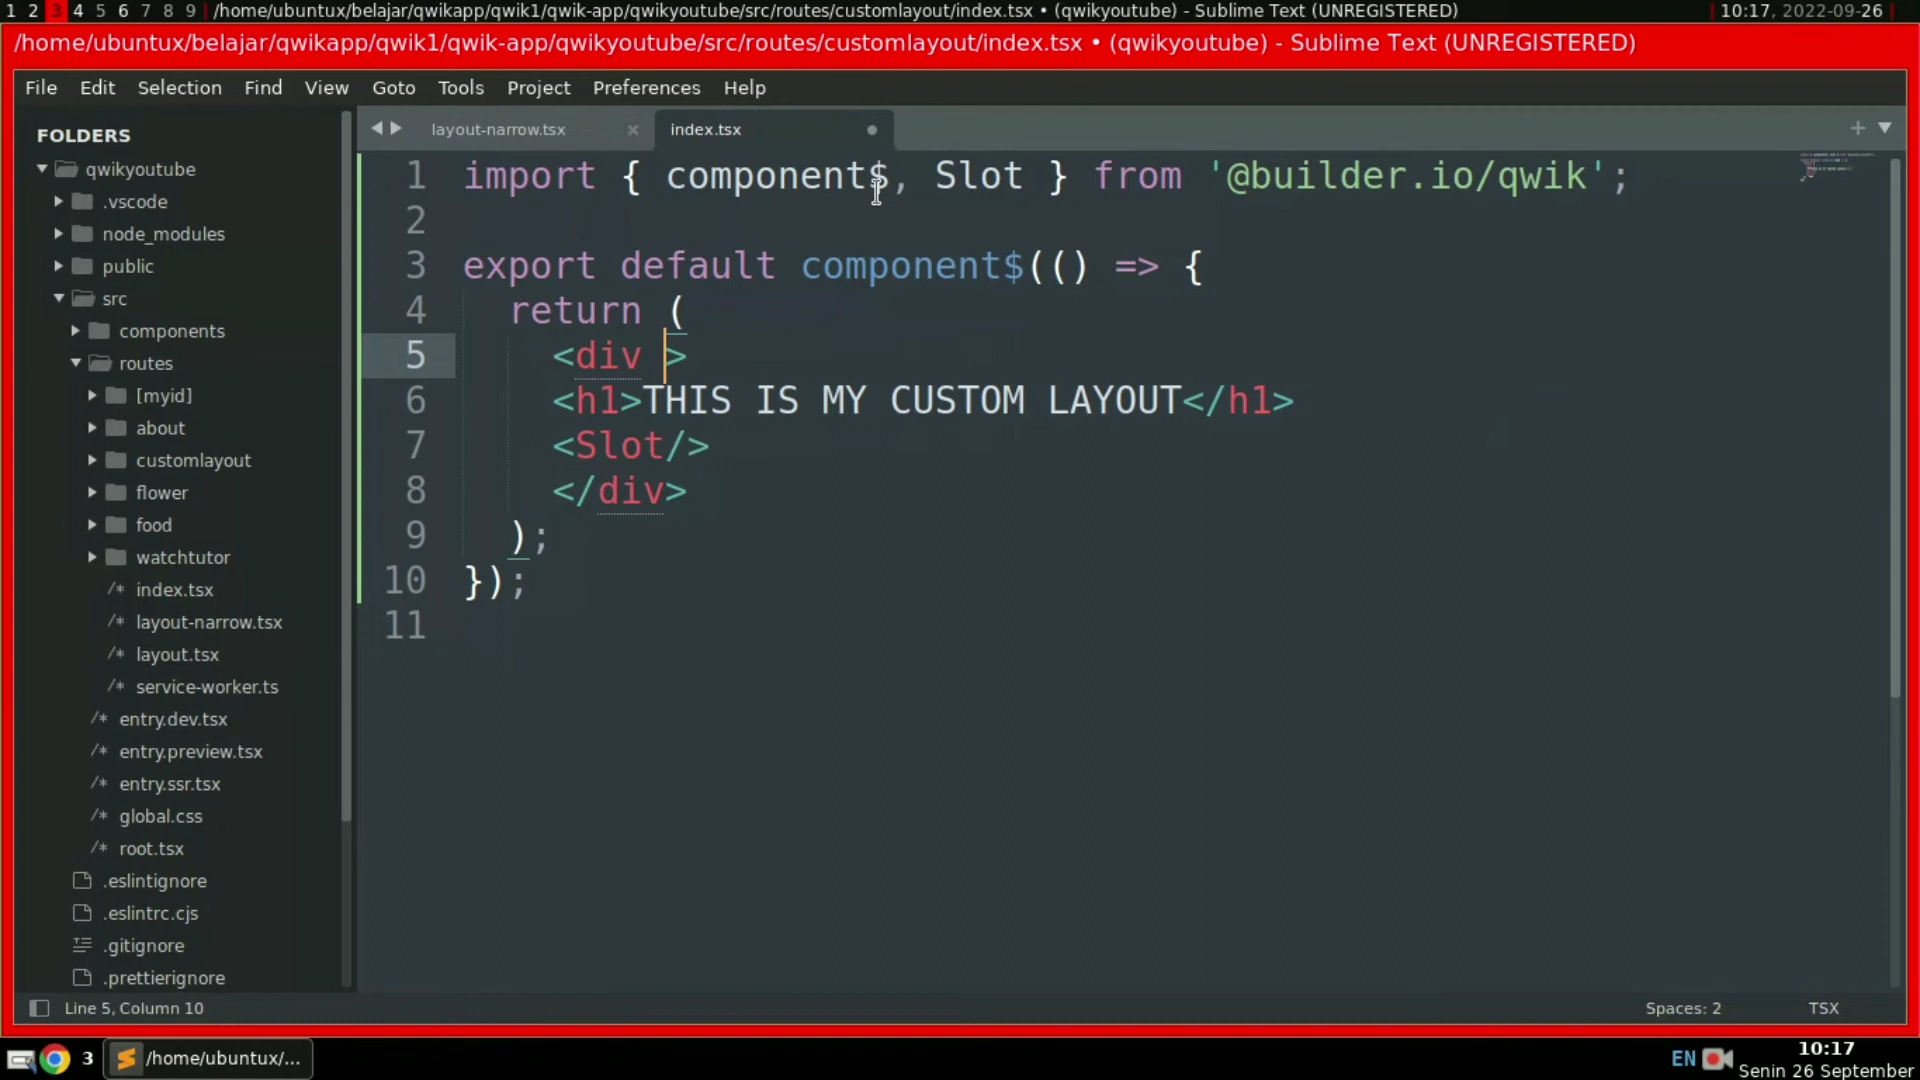 1 2 3 4 5 6 7 8 9 /home/ubuntux/belajar/qwikapp/qwik1/qwik-app/qwikyoutube/src/routes/customlayout/index.tsx • (qwikyoutube) - Sublime Text (UNREGISTERED) 10:17, 2022-09-26
/home/ubuntux/belajar/qwikapp/qwik1/qwik-app/qwikyoutube/src/routes/customlayout/index.tsx • (qwikyoutube) - Sublime Text (UNREGISTERED)
File Edit Selection Find View Goto Tools Project Preferences Help
FOLDERS
qwikyoutube
.vscode
node_modules
public
src
components
routes
[myid]
about
customlayout
flower
food
watchtutor
/* index.tsx
/* layout-narrow.tsx
/* layout.tsx
/* service-worker.ts
/* entry.dev.tsx
/* entry.preview.tsx
/* entry.ssr.tsx
/* global.css
/* root.tsx
.eslintignore
.eslintrc.cjs
.gitignore
.prettierignore
layout-narrow.tsx index.tsx
1 import { component$, Slot } from '@builder.io/qwik';
2
3 export default component$(() => {
4 return (
5 <div >
6 <h1>THIS IS MY CUSTOM LAYOUT</h1>
7 <Slot/>
8 </div>
9 );
10 });
11
Line 5, Column 10 Spaces: 2 TSX
3 /home/ubuntux/... EN 10:17
Senin 26 September